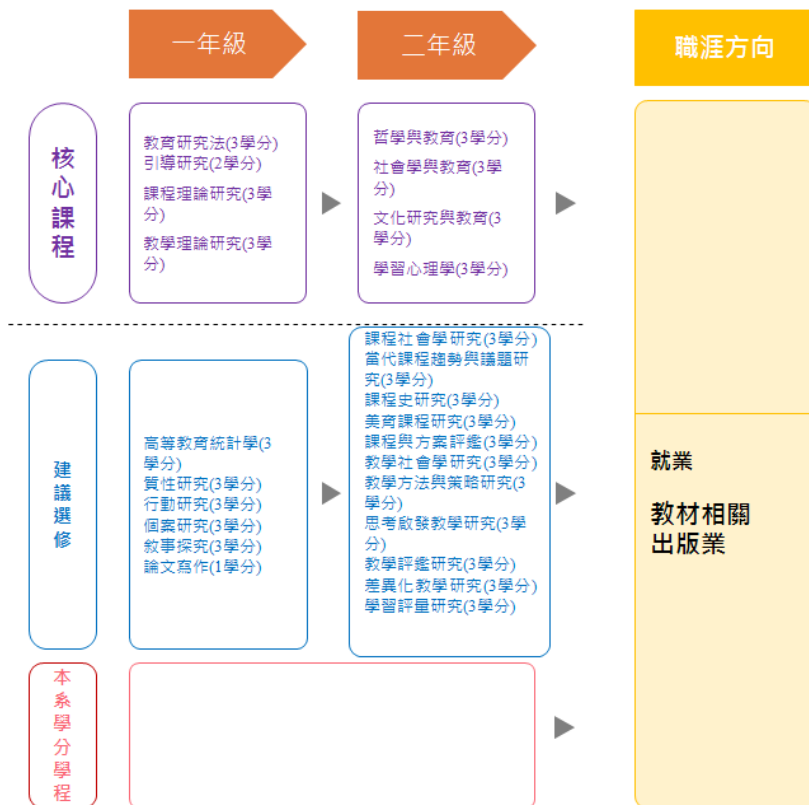 一年級
二年級
職涯方向
核心課程
教育研究法(3學分)
引導研究(2學分)
課程理論研究(3學
分)
教學理論研究(3學
分)
哲學與教育(3學分)
社會學與教育(3學
分)
文化研究與教育(3
學分)
學習心理學(3學分)
建議選修
高等教育統計學(3
學分)
質性研究(3學分)
行動研究(3學分)
個案研究(3學分)
敘事探究(3學分)
論文寫作(1學分)
課程社會學研究(3學分)
當代課程趨勢與議題研
究(3學分)
課程史研究(3學分)
美育課程研究(3學分)
課程與方案評鑑(3學分)
教學社會學研究(3學分)
教學方法與策略研究(3
學分)
思考啟發教學研究(3學
分)
教學評鑑研究(3學分)
差異化教學研究(3學分)
學習評量研究(3學分)
就業
教材相關
出版業
本系學分學程